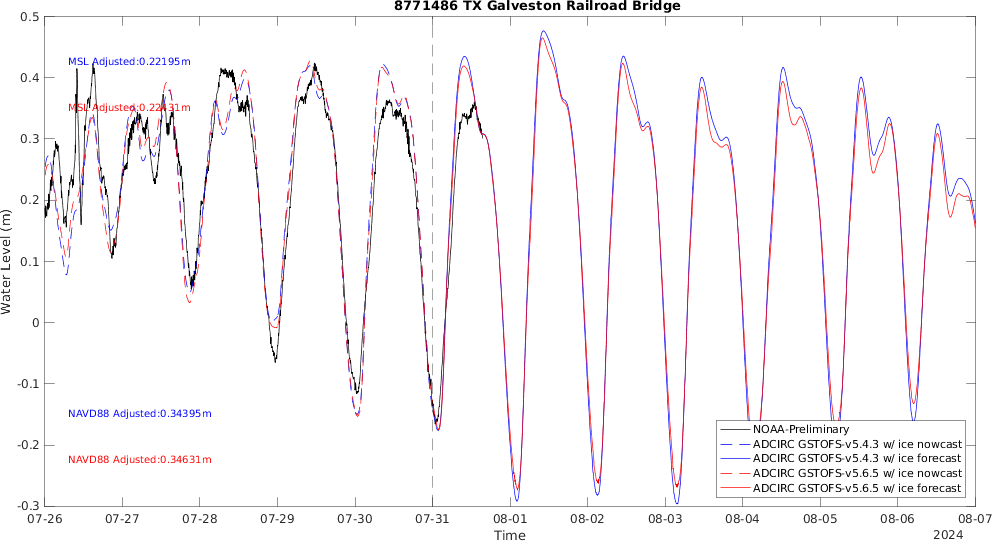 8771486 TX Galveston Railroad Bridge
0.5
0.4
0.3
0.2
0.1
0
-0.1
-0.2
-0.3
Water Level (m)
MSL Adjusted:0.22195m
MSL Adjusted:0.22431m
NAVD88 Adjusted:0.34395m
NAVD88 Adjusted:0.34631m
NOAA-Preliminary
ADCIRC GSTOFS-v5.4.3 w/ ice nowcast
ADCIRC GSTOFS-v5.4.3 w/ ice forecast
ADCIRC GSTOFS-v5.6.5 w/ ice nowcast
ADCIRC GSTOFS-v5.6.5 w/ ice forecast
07-26 07-27 07-28 07-29 07-30 07-31 08-01 08-02 08-03 08-04 08-05 08-06 08-07
Time
2024